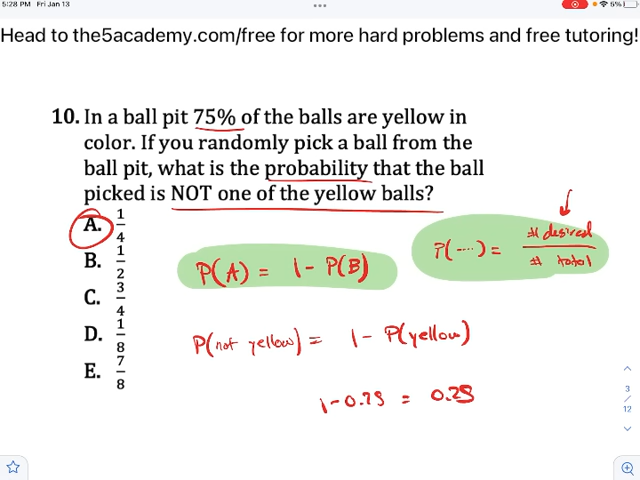 5:28 PM Fri Jan 13
5%
Head to the5academy.com/free for more hard problems and free tutoring!
10. In a ball pit 75% of the balls are yellow in
color. If you randomly pick a ball from the
ball pit, what is the probability that the ball
picked is NOT one of the yellow balls?
A. 1/4
B. 1/2
C. 3/4
D. 1/8
E. 7/8
P(····) = # desired / # total
P(A) = 1 - P(B)
P(not yellow) = 1 - P(yellow)
1 - 0.75 = 0.25
3
/
12